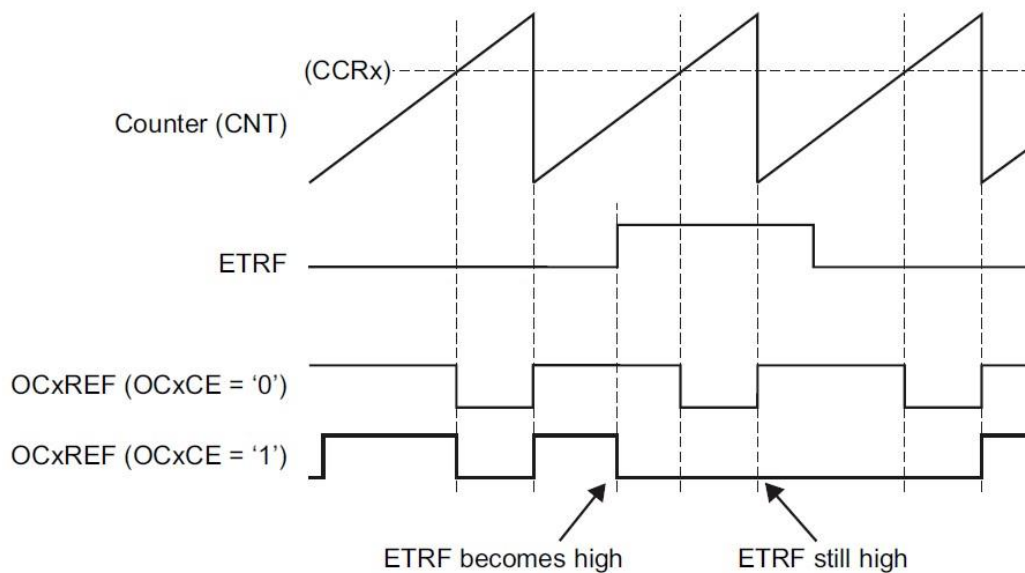 (CCRx)
Counter (CNT)
ETRF
OCxREF (OCxCE = ‘0’)
OCxREF (OCxCE = ‘1’)
ETRF becomes high
ETRF still high